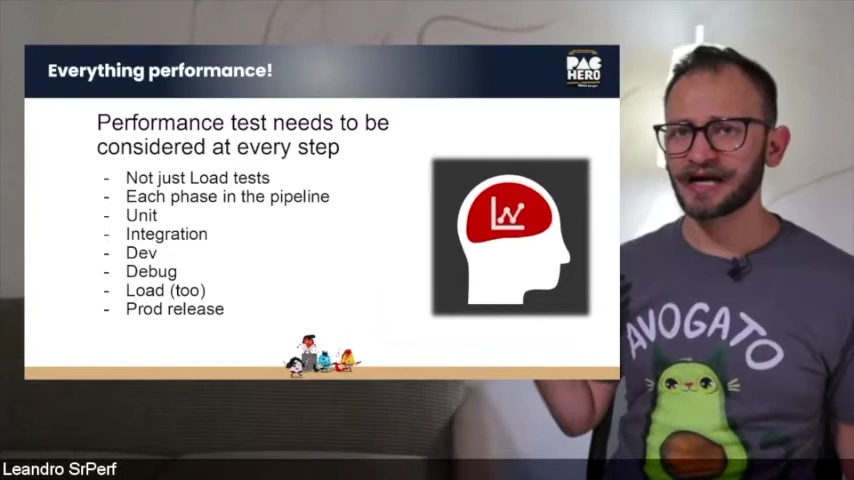 Everything performance!
PAC
HERO
Performance test needs to be
considered at every step
- Not just Load tests
- Each phase in the pipeline
- Unit
- Integration
- Dev
- Debug
- Load (too)
- Prod release
AVOGATO
Leandro SrPerf